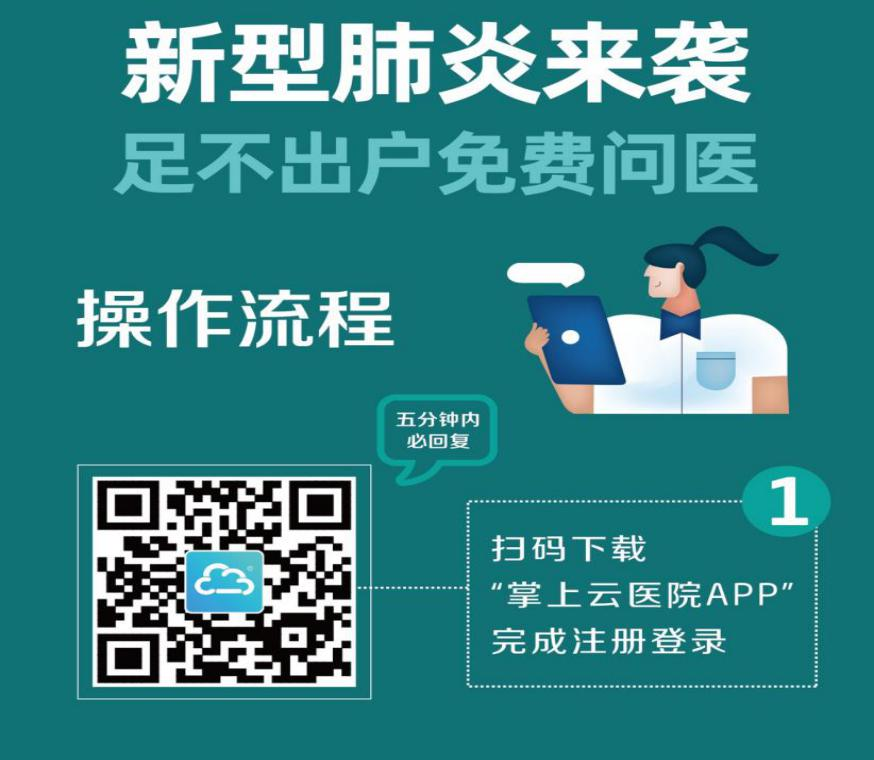 新型肺炎来袭
足不出户免费问医
操作流程
五分钟内
必回复
1
扫码下载
“掌上云医院APP”
完成注册登录